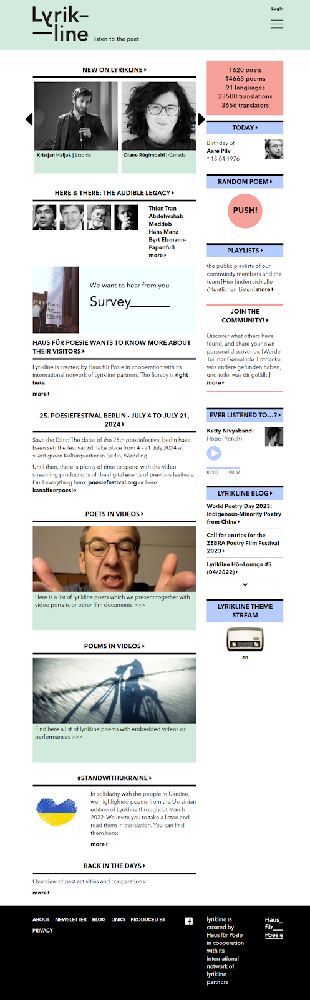 Lyrik-
—line listen to the poet
Login
NEW ON LYRIKLINE
Kristjan Haljak | Estonia
Diane Régimbald | Canada
HERE & THERE: THE AUDIBLE LEGACY
Thien Tran
Abdelwahab
Meddeb
Hans Manz
Bert Elsmann-
Papenfuß
more
Haus_
für__
Poesie
We want to hear from you
Survey______
HAUS FÜR POESIE WANTS TO KNOW MORE ABOUT
THEIR VISITORS
Lyrikline is created by Haus für Posie in cooperation with its
international network of Lyrikline partners. The Survey is right
here.
more
25. POESIEFESTIVAL BERLIN - JULY 4 TO JULY 21,
2024
Save the Date: The dates of the 25th poesiefestival berlin have
been set: the festival will take place from 4 - 21 July 2024 at
silent green Kulturquartier in Berlin, Wedding.
Until then, there is plenty of time to spend with the video
streaming productions of the digital events of previous festivals.
Find everything here: poesiefestival.org or here:
kanalfuerpoesie
POETS IN VIDEOS
Here is a list of lyrikline poets which we present together with
video portaits or other film documents >>>
POEMS IN VIDEOS
Find here a list of lyrikline poems with embedded videos or
performances >>>
#STANDWITHUKRAINE
In solidarity with the people in Ukraine,
we highlighted poems from the Ukrainian
edition of Lyrikline throughout March
2022. We invite you to take a listen and
read them in translation. You can find
them here:
more
BACK IN THE DAYS
Overview of past activities and cooperations:
more
1620 poets
14663 poems
91 languages
23500 translations
3656 translators
TODAY
Birthday of
Aare Pilv
* 15.04.1976
RANDOM POEM
PUSH!
PLAYLISTS
the public playlists of our
community members and the
team [Hier finden sich alle
öffentlichen Listen] more
JOIN THE
COMMUNITY!
Discover what others have
found, and share your own
personal discoveries. [Werde
Teil der Gemeinde. Entdecke,
was andere gefunden haben,
und teile, was dir gefällt.]
more
EVER LISTENED TO...?
Ketty Nivyabandi
Hope (french)
00:00 00:37
LYRIKLINE BLOG
World Poetry Day 2023:
Indigenous-Minority Poetry
from China
Call for entries for the
ZEBRA Poetry Film Festival
2023
Lyrikline Hör-Lounge #5
(04/2022)
LYRIKLINE THEME
STREAM
en
ABOUT NEWSLETTER BLOG LINKS PRODUCED BY
PRIVACY
lyrikline is
created by
Haus für Posie
in cooperation
with its
international
network of
lyrikline
partners
Haus_
für___
Poesie